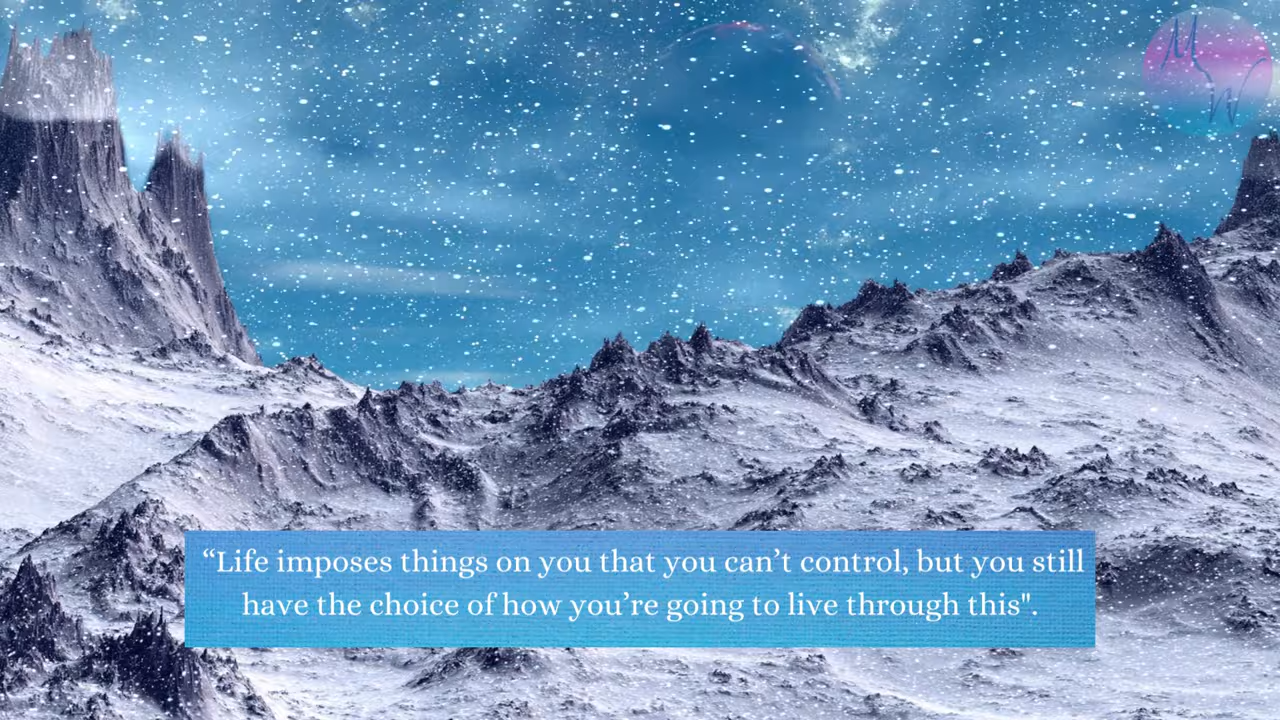 M
W
“Life imposes things on you that you can’t control, but you still
have the choice of how you’re going to live through this".